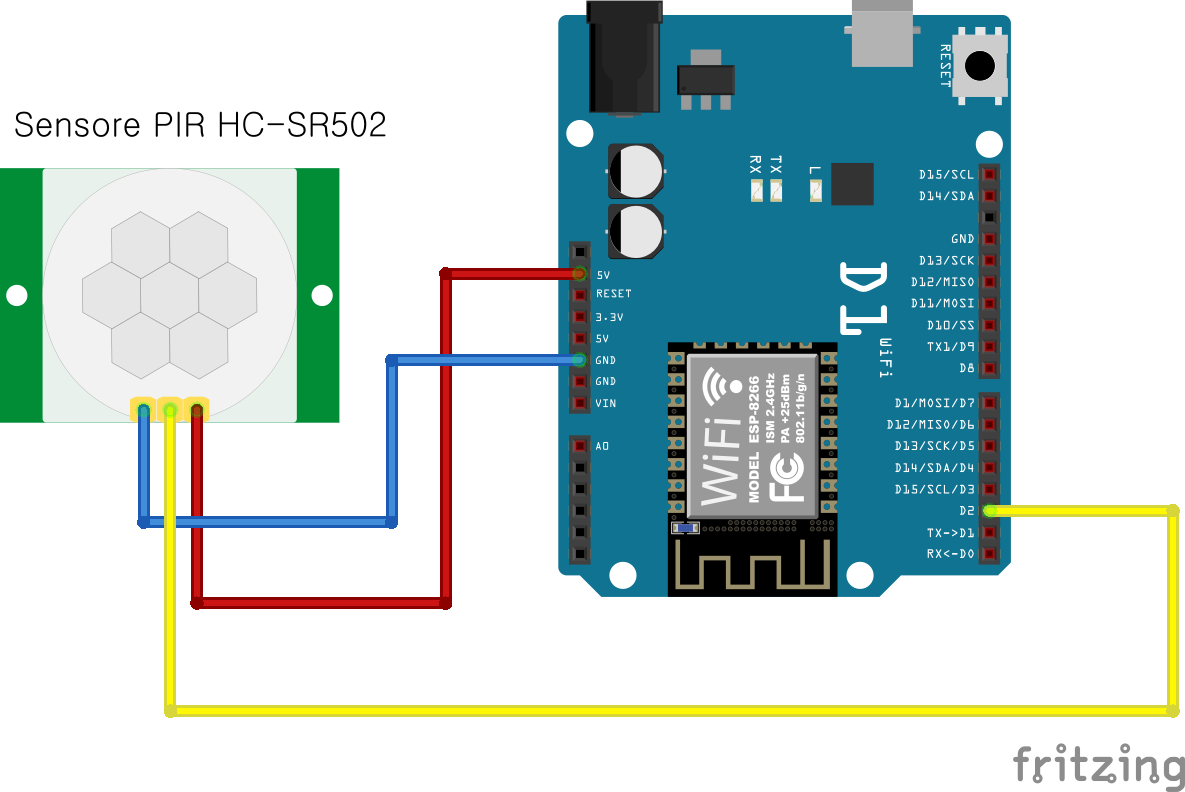 Sensore PIR HC-SR502
RESET
RX
TX
L
D1
WiFi
5V
RESET
3.3V
5V
GND
GND
VIN
A0
D15/SCL
D14/SDA
GND
D13/SCK
D12/MISO
D11/MOSI
D10/SS
TX1/D9
D8
D1/MOSI/D7
D12/MISO/D6
D13/SCK/D5
D14/SDA/D4
D15/SCL/D3
D2
TX->D1
RX<-D0
WiFi
MODEL ESP-8266
ISM 2.4GHz
PA +25dBm
802.11b/g/n
FC
fritzing